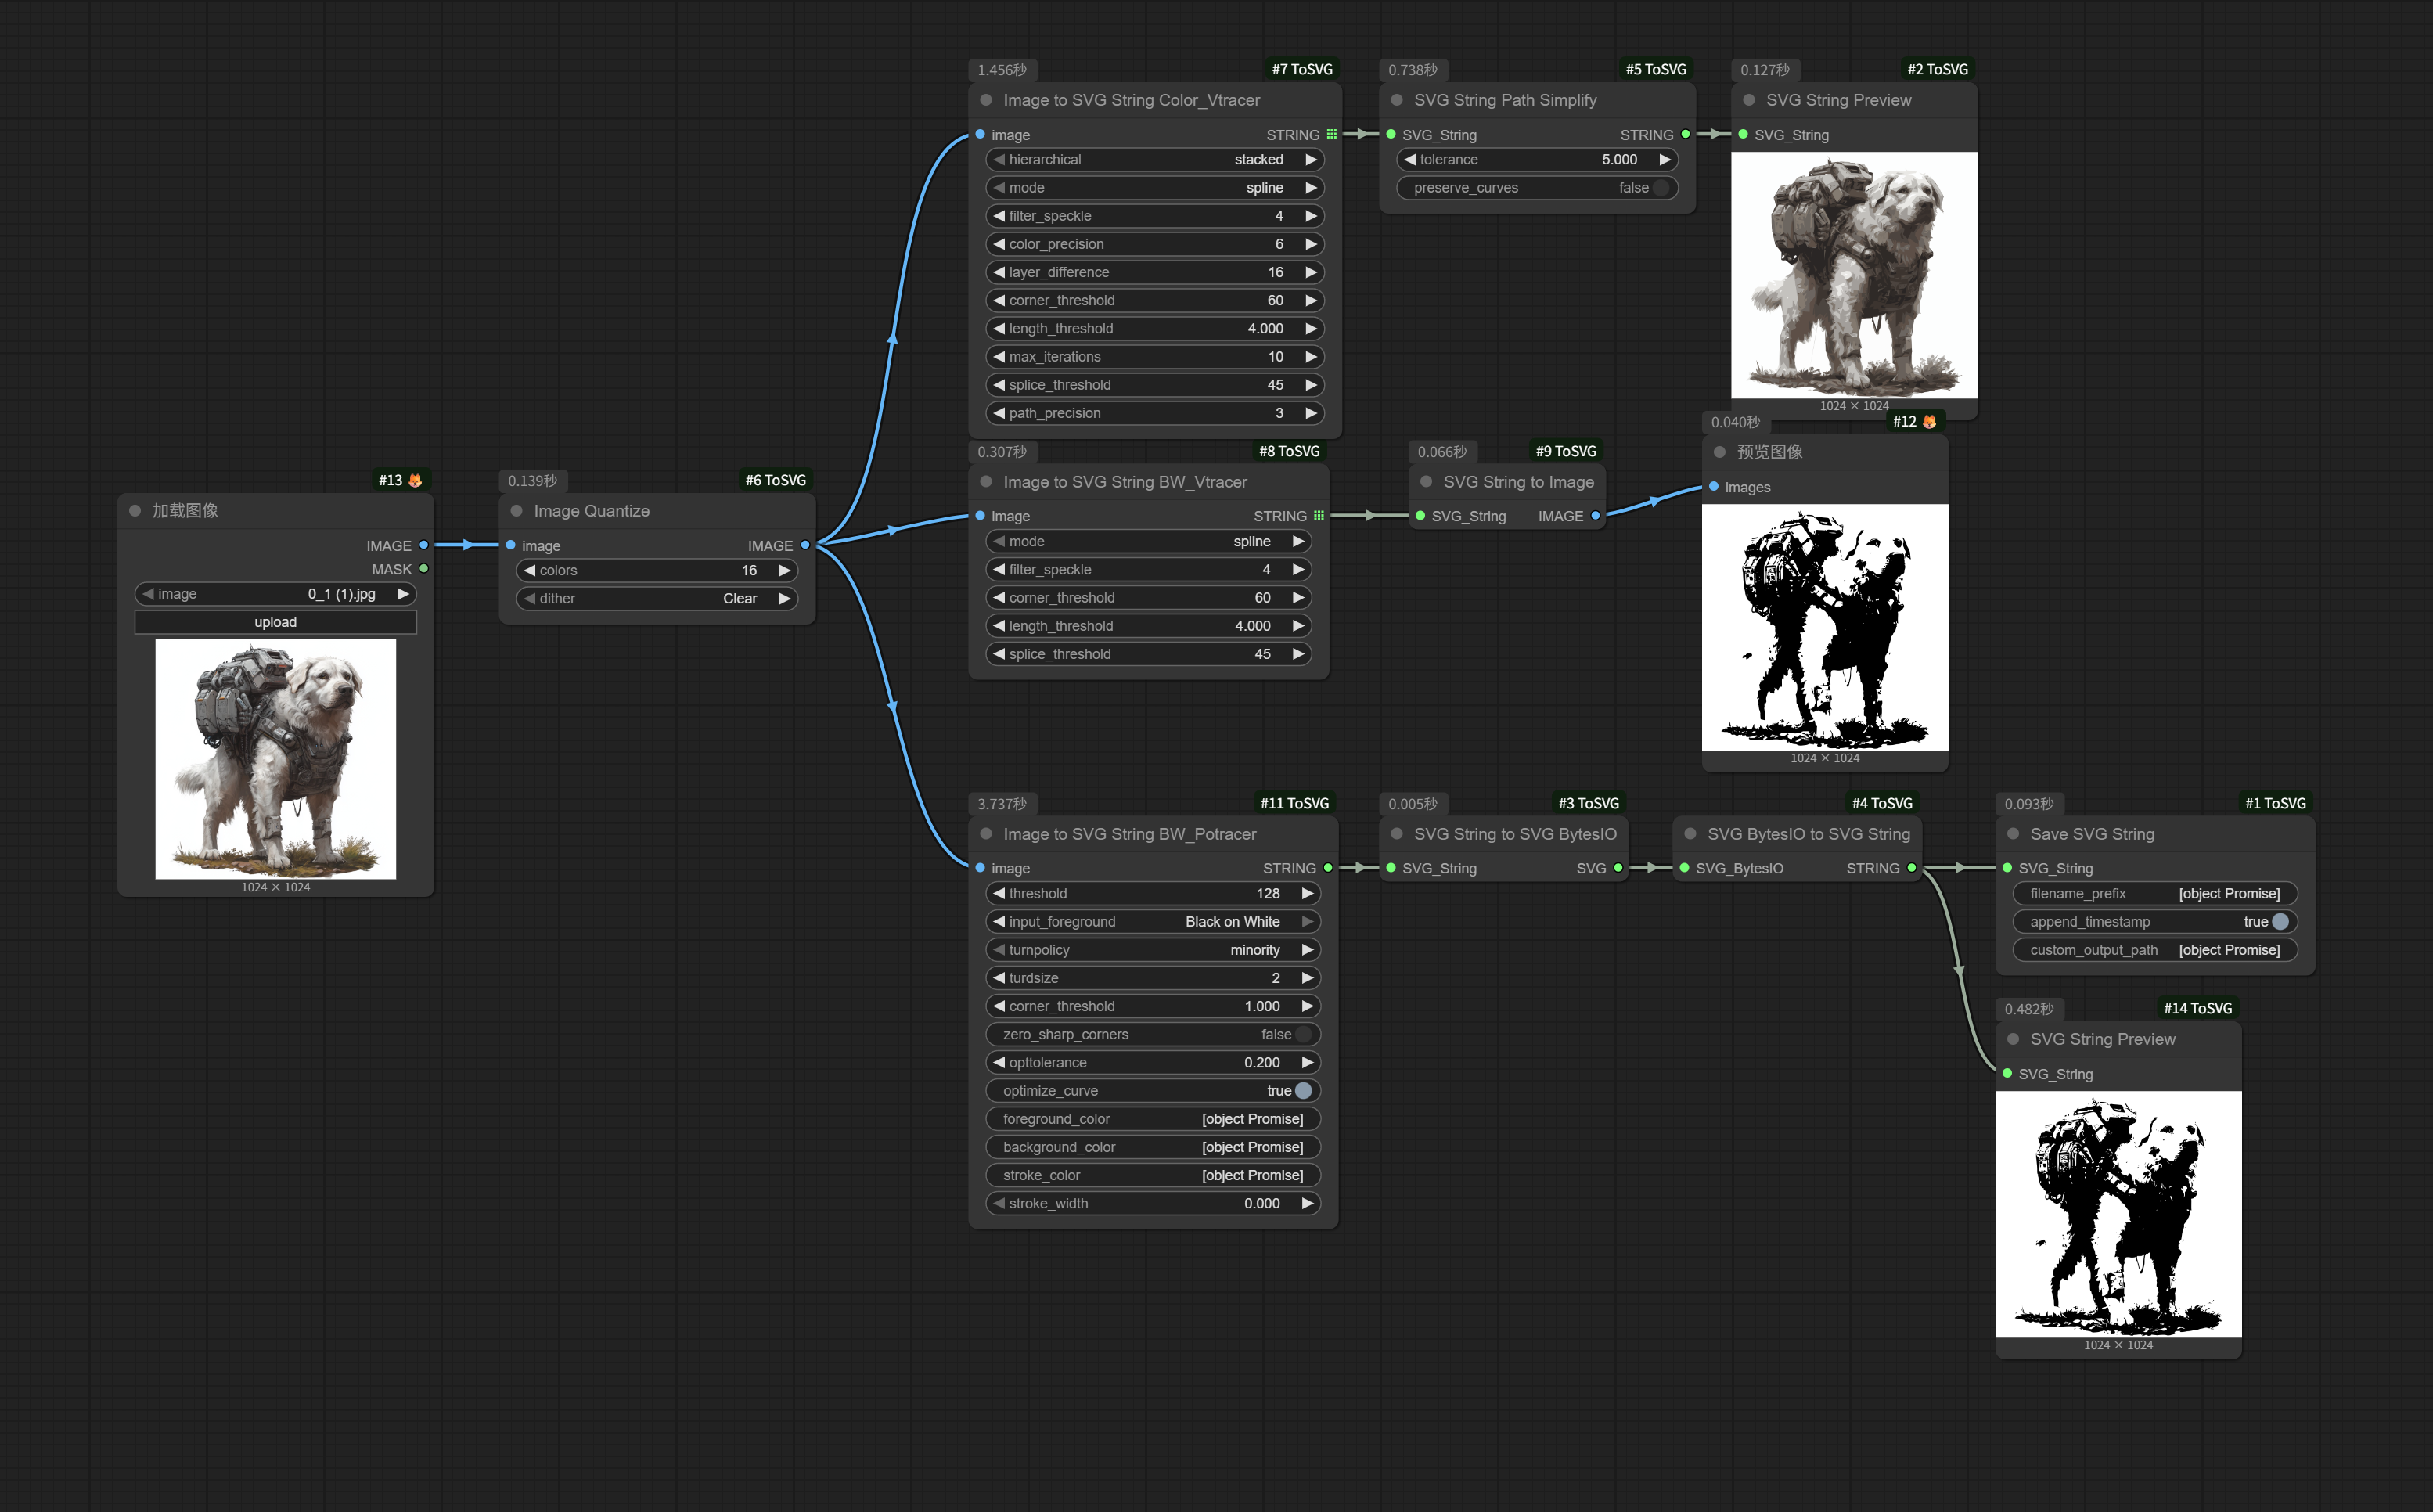 #13 🦊
加载图像
IMAGE
MASK
image 0_1 (1).jpg
upload
1024 × 1024
0.139秒 #6 ToSVG
Image Quantize
image IMAGE
colors 16
dither Clear
1.456秒 #7 ToSVG
Image to SVG String Color_Vtracer
image STRING
hierarchical stacked
mode spline
filter_speckle 4
color_precision 6
layer_difference 16
corner_threshold 60
length_threshold 4.000
max_iterations 10
splice_threshold 45
path_precision 3
0.738秒 #5 ToSVG
SVG String Path Simplify
SVG_String STRING
tolerance 5.000
preserve_curves false
0.127秒 #2 ToSVG
SVG String Preview
SVG_String
1024 × 1024
0.307秒 #8 ToSVG
Image to SVG String BW_Vtracer
image STRING
mode spline
filter_speckle 4
corner_threshold 60
length_threshold 4.000
splice_threshold 45
0.066秒 #9 ToSVG
SVG String to Image
SVG_String IMAGE
0.040秒 #12 🦊
预览图像
images
1024 × 1024
3.737秒 #11 ToSVG
Image to SVG String BW_Potracer
image STRING
threshold 128
input_foreground Black on White
turnpolicy minority
turdsize 2
corner_threshold 1.000
zero_sharp_corners false
opttolerance 0.200
optimize_curve true
foreground_color [object Promise]
background_color [object Promise]
stroke_color [object Promise]
stroke_width 0.000
0.005秒 #3 ToSVG
SVG String to SVG BytesIO
SVG_String SVG
#4 ToSVG
SVG BytesIO to SVG String
SVG_BytesIO STRING
0.093秒 #1 ToSVG
Save SVG String
SVG_String
filename_prefix [object Promise]
append_timestamp true
custom_output_path [object Promise]
0.482秒 #14 ToSVG
SVG String Preview
SVG_String
1024 × 1024